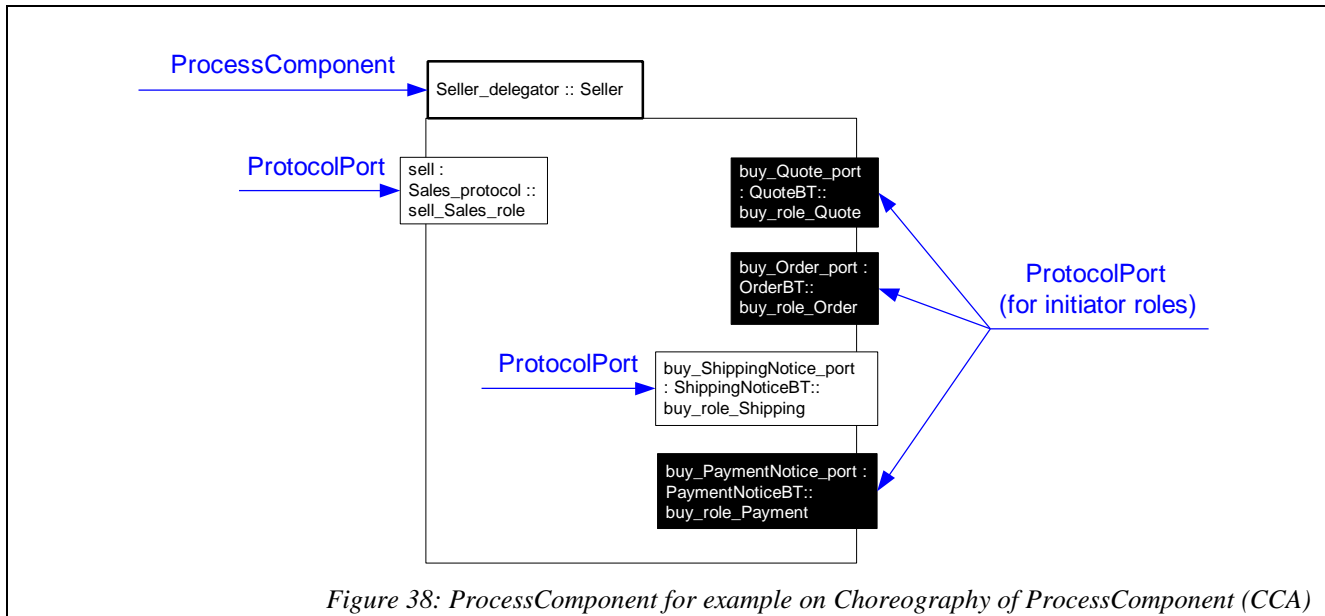 ProcessComponent
Seller_delegator :: Seller
ProtocolPort
sell :
Sales_protocol ::
sell_Sales_role
buy_Quote_port
: QuoteBT::
buy_role_Quote
buy_Order_port :
OrderBT::
buy_role_Order
ProtocolPort
(for initiator roles)
ProtocolPort
buy_ShippingNotice_port
: ShippingNoticeBT::
buy_role_Shipping
buy_PaymentNotice_port :
PaymentNoticeBT::
buy_role_Payment
Figure 38: ProcessComponent for example on Choreography of ProcessComponent (CCA)